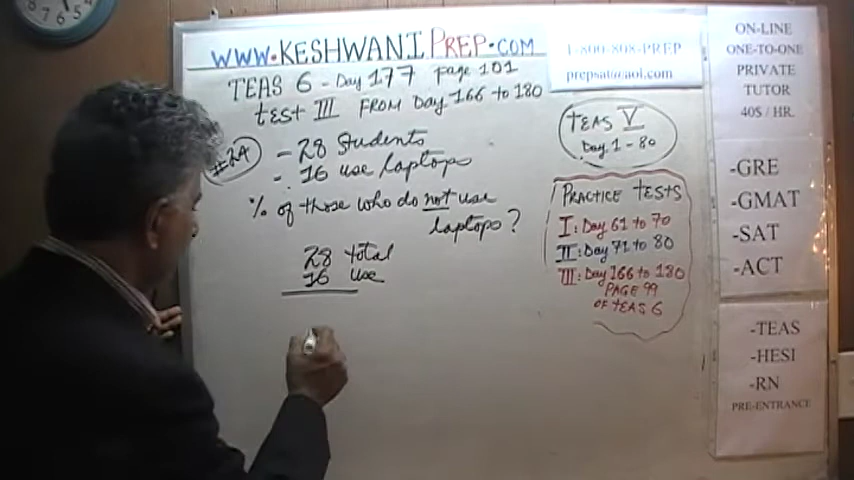 WWW.KESHWANIPREP.COM
TEAS 6 - Day 177 Page 101
test III FROM Day 166 to 180
#24
- 28 Students
- 16 use laptops
% of those who do not use
laptops?
28 total
16 use
1-800-808-PREP
prepsat@aol.com
TEAS V
Day 1 - 80
PRACTICE TESTS
I: Day 61 to 70
II: Day 71 to 80
III: Day 166 to 180
PAGE 99
OF TEAS 6
ON-LINE
ONE-TO-ONE
PRIVATE
TUTOR
40$ / HR.
-GRE
-GMAT
-SAT
-ACT
-TEAS
-HESI
-RN
PRE-ENTRANCE
8 7 6 5